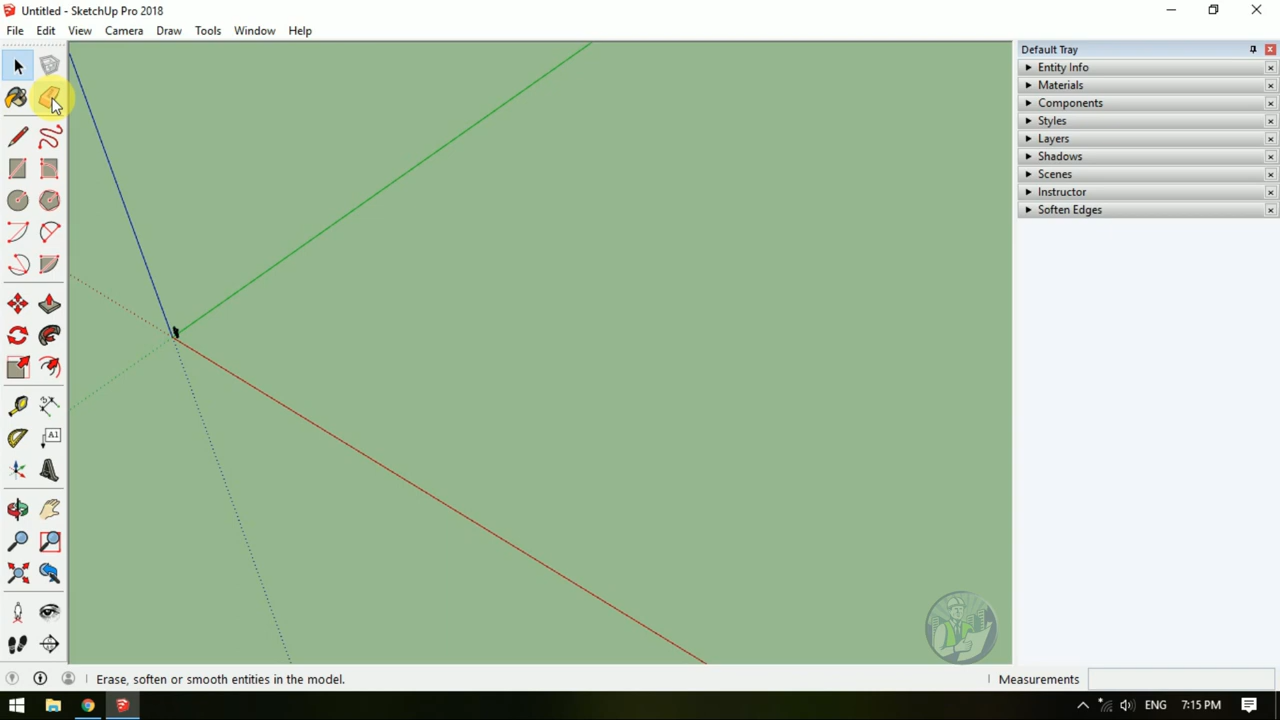 Untitled - SketchUp Pro 2018
File Edit View Camera Draw Tools Window Help
Default Tray
Entity Info
Materials
Components
Styles
Layers
Shadows
Scenes
Instructor
Soften Edges
A1
Erase, soften or smooth entities in the model.
Measurements
ENG 7:15 PM